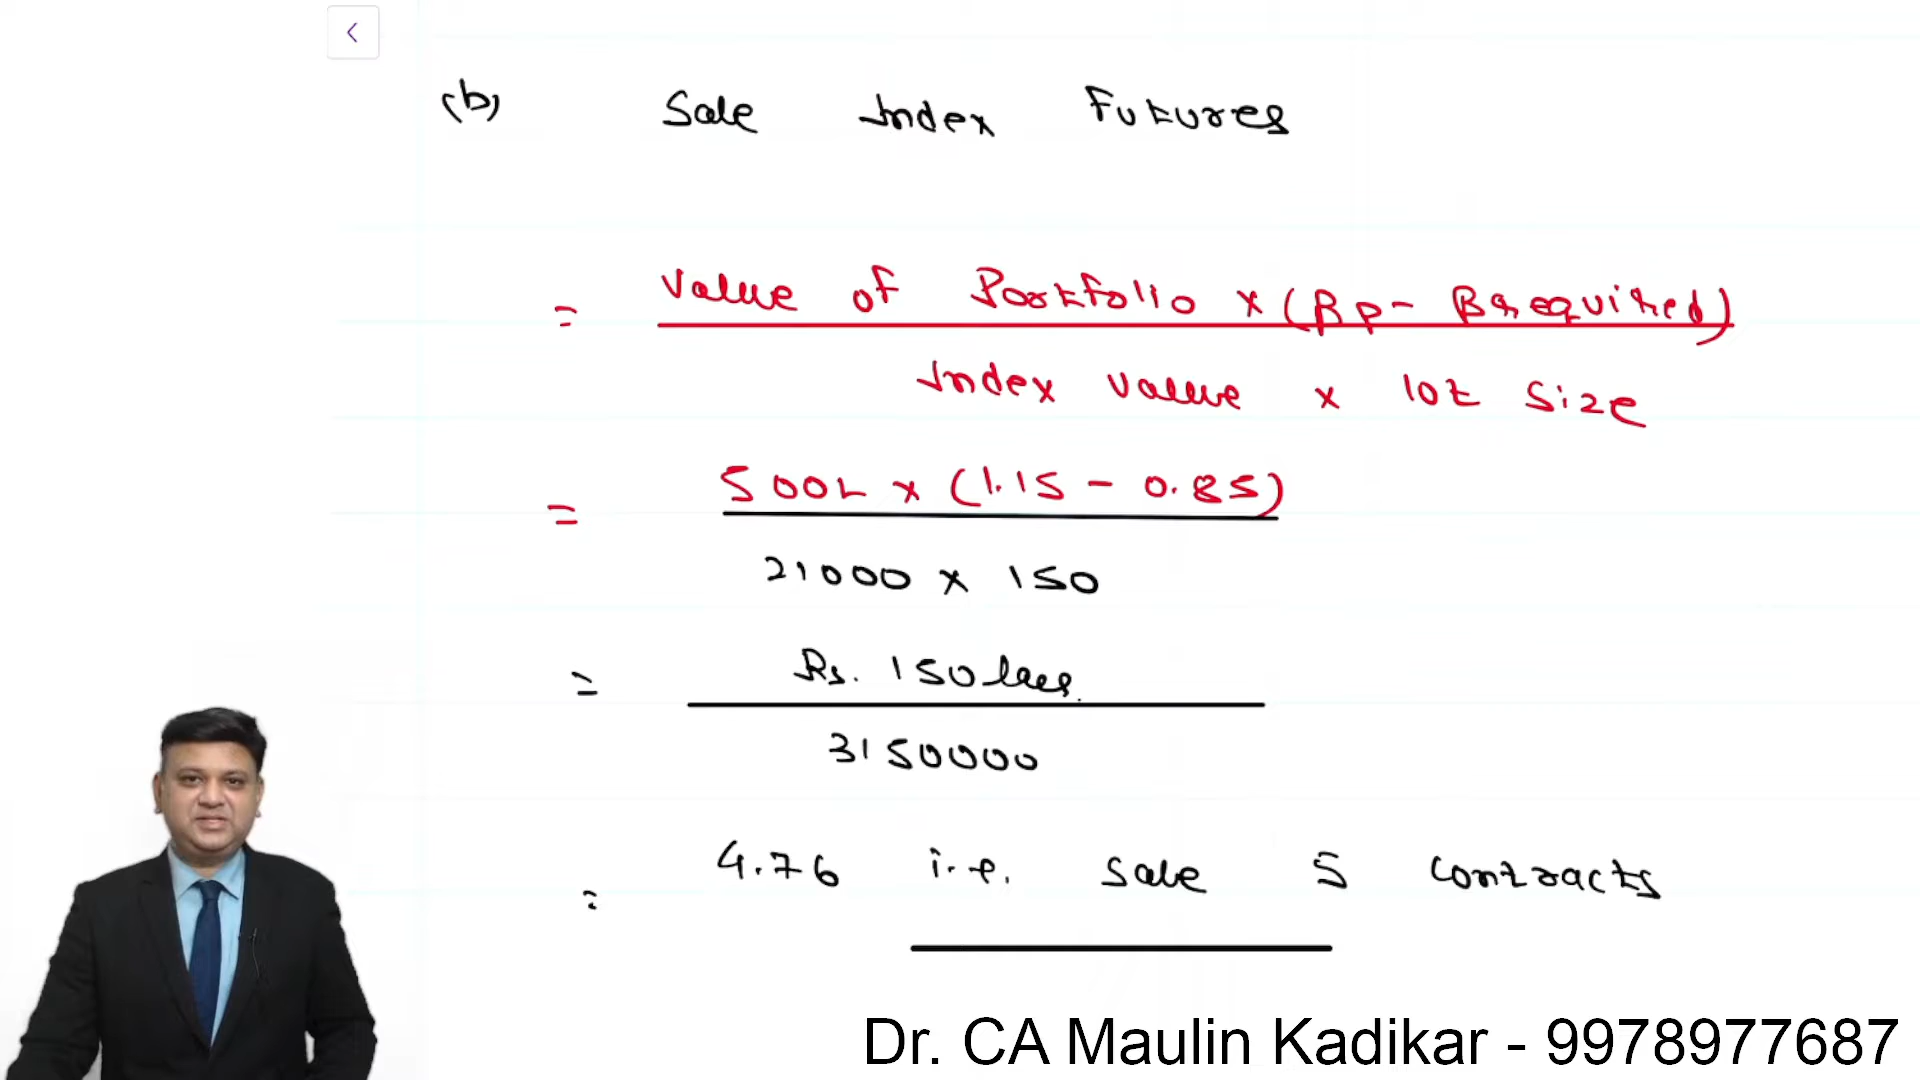 (b) Sale Index Futures
= Value of Portfolio x (βp - βrequired)
Index Value x lot Size
= 500L x (1.15 - 0.85)
21000 x 150
= Rs. 150 lacs.
3150000
= 4.76 i.e. Sale 5 contracts
Dr. CA Maulin Kadikar - 9978977687